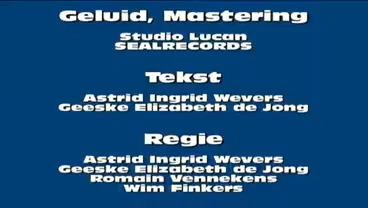 Geluid, Mastering
Studio Lucan
SEALRECORDS
Tekst
Astrid Ingrid Wevers
Geeske Elizabeth de Jong
Regie
Astrid Ingrid Wevers
Geeske Elizabeth de Jong
Romain Vennekens
Wim Finkers